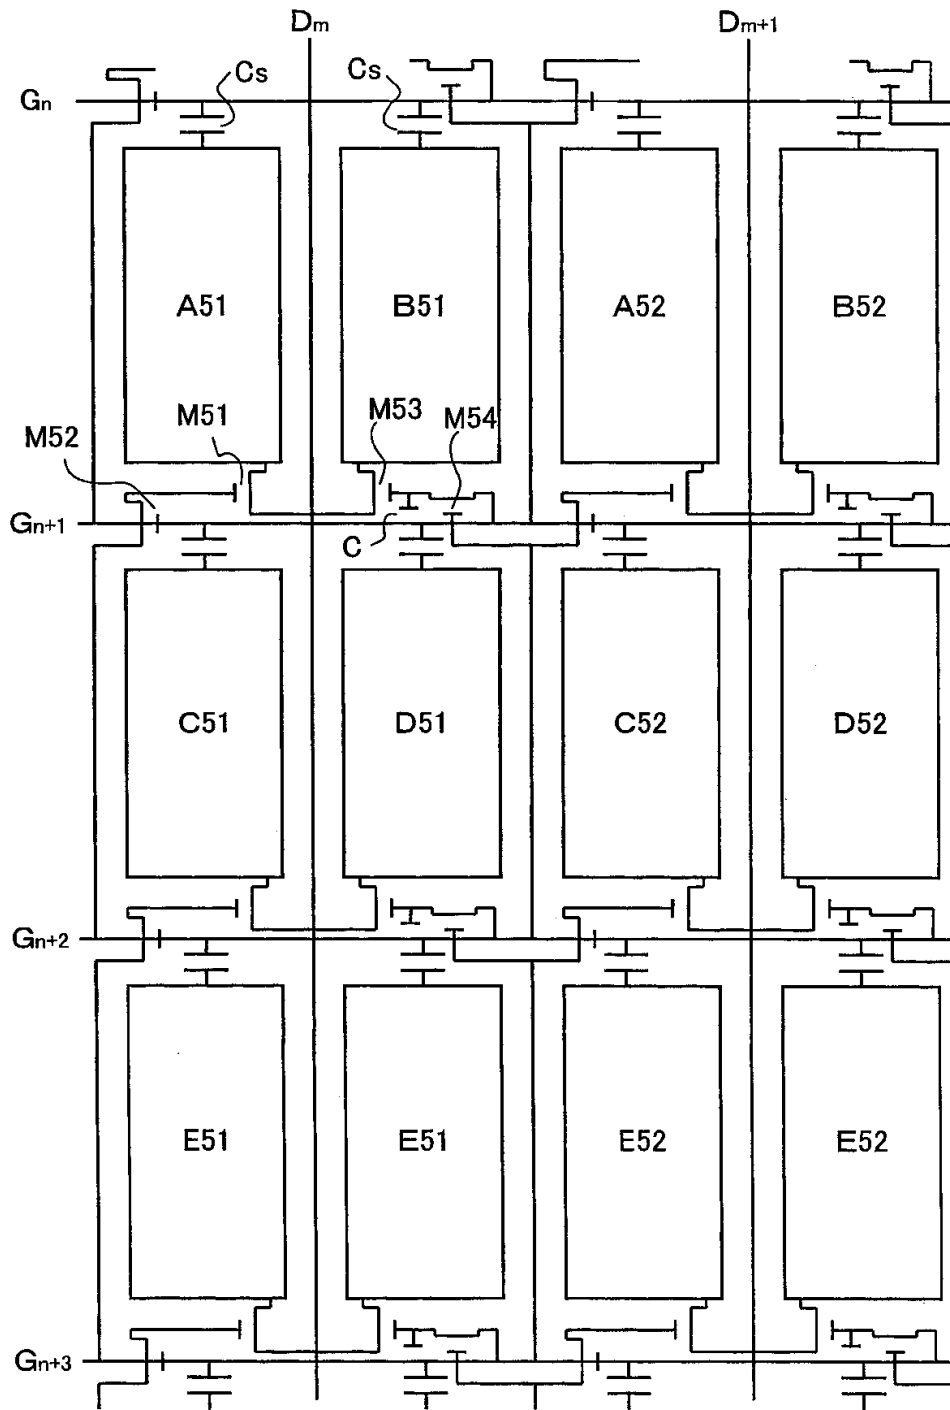 Dm Dm+1
Cs Cs
Gn
A51 B51 A52 B52
M51 M53 M54
M52
Gn+1
C
C51 D51 C52 D52
Gn+2
E51 E51 E52 E52
Gn+3